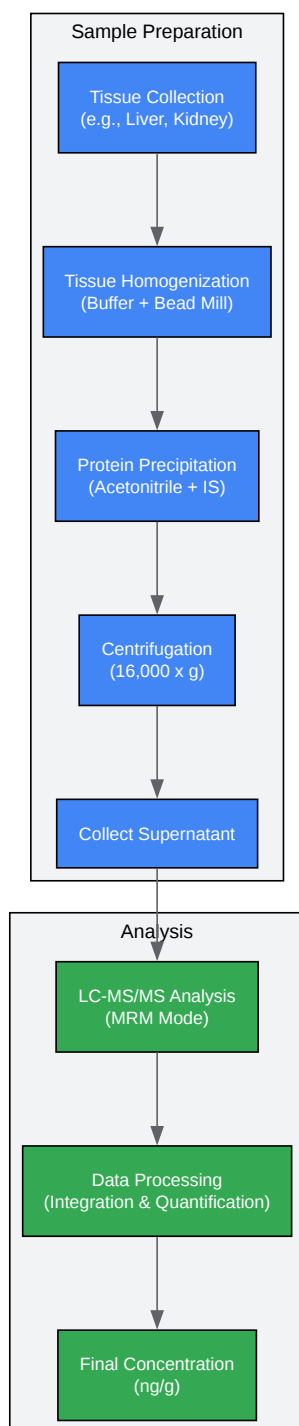 Sample Preparation
Tissue Collection
(e.g., Liver, Kidney)
Tissue Homogenization
(Buffer + Bead Mill)
Protein Precipitation
(Acetonitrile + IS)
Centrifugation
(16,000 x g)
Collect Supernatant
Analysis
LC-MS/MS Analysis
(MRM Mode)
Data Processing
(Integration & Quantification)
Final Concentration
(ng/g)